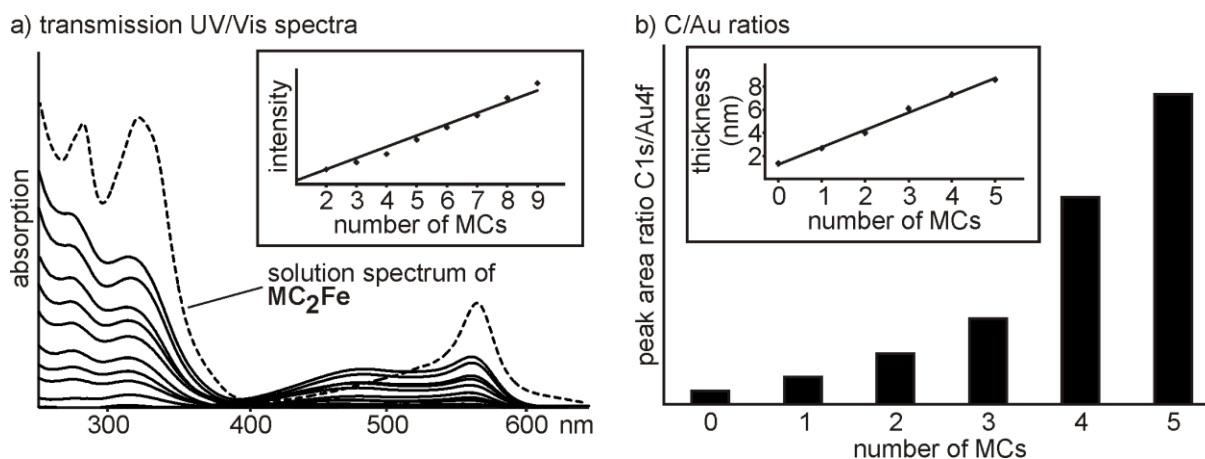 a) transmission UV/Vis spectra
absorption
intensity
2 3 4 5 6 7 8 9
number of MCs
solution spectrum of
MC₂Fe
300 400 500 600 nm
b) C/Au ratios
peak area ratio C1s/Au4f
thickness
(nm)
8
6
4
2
0 1 2 3 4 5
number of MCs
0 1 2 3 4 5
number of MCs